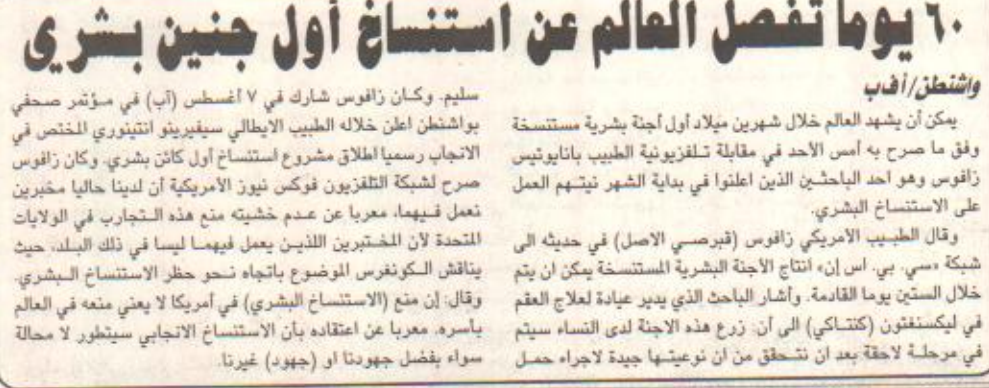 ٦٠ يوما تفصل العالم عن استنساخ أول جنين بشري
واشنطن/أ ف ب
يمكن أن يشهد العالم خلال شهرين ميلاد أول أجنة بشرية مستنسخة
وفق ما صرح به أمس الأحد في مقابلة تلفزيونية الطبيب بانايوتيس
زافوس وهو احد الباحثين الذين اعلنوا في بداية الشهر نيتهم العمل
على الاستنساخ البشري.
وقال الطبيب الامريكي زافوس (قبرصي الاصل) في حديثه الى
شبكة «سي. بي. اس إن» انتاج الأجنة البشرية المستنسخة يمكن ان يتم
خلال الستين يوما القادمة. وأشار الباحث الذي يدير عيادة لعلاج العقم
في ليكسنغتون (كنتاكي) الى أن: زرع هذه الاجنة لدى النساء سيتم
في مرحلة لاحقة بعد ان نتحقق من ان نوعيتها جيدة لاجراء حمل
سليم. وكان زافوس شارك في ٧ أغسطس (آب) في مؤتمر صحفي
بواشنطن اعلن خلاله الطبيب الايطالي سيفيرينو انتينوري المختص في
الانجاب رسميا اطلاق مشروع استنساخ أول كائن بشري. وكان زافوس
صرح لشبكة التلفزيون فوكس نيوز الأمريكية أن لدينا حاليا مخبرين
نعمل فيهما، معربا عن عدم خشيته منع هذه التجارب في الولايات
المتحدة لأن المختبرين اللذين يعمل فيهما ليسا في ذلك البلد، حيث
يناقش الكونغرس الموضوع باتجاه نحو حظر الاستنساخ البشري.
وقال: إن منع (الاستنساخ البشري) في أمريكا لا يعني منعه في العالم
بأسره، معربا عن اعتقاده بأن الاستنساخ الانجابي سيتطور لا محالة
سواء بفضل جهودنا او (جهود) غيرنا.